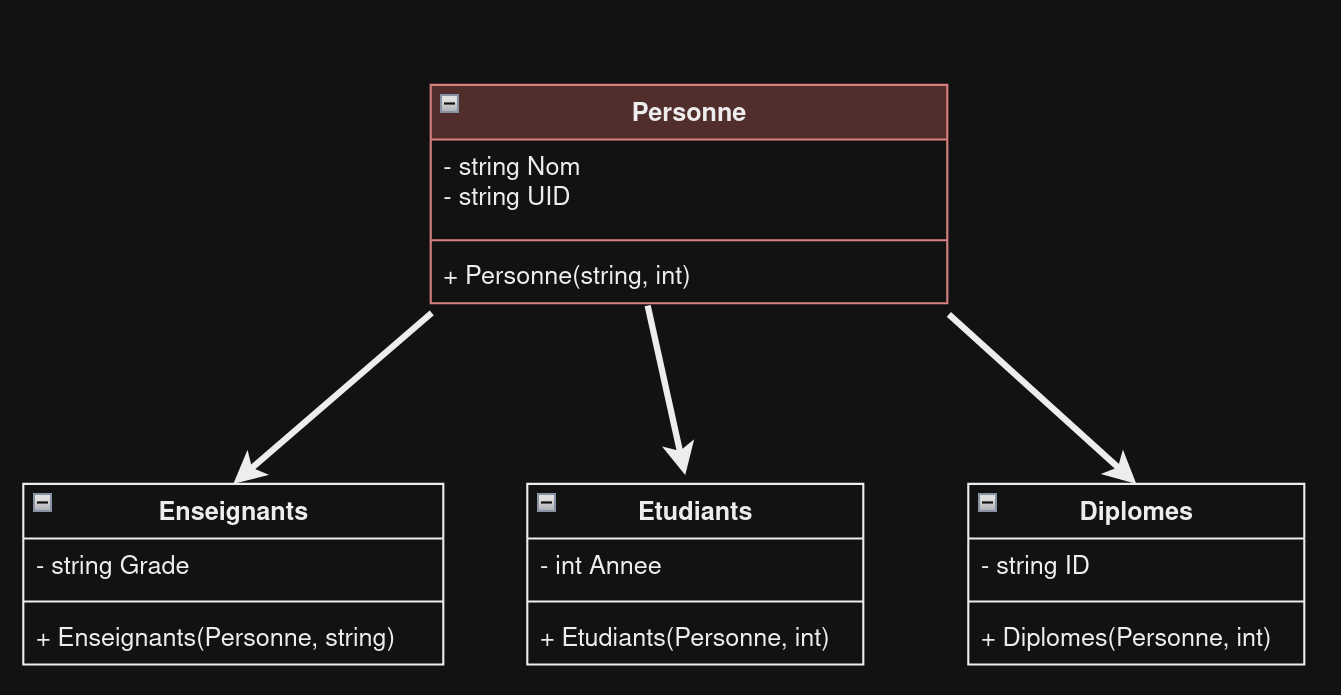 Personne
- string Nom
- string UID
+ Personne(string, int)
Enseignants
- string Grade
+ Enseignants(Personne, string)
Etudiants
- int Annee
+ Etudiants(Personne, int)
Diplomes
- string ID
+ Diplomes(Personne, int)